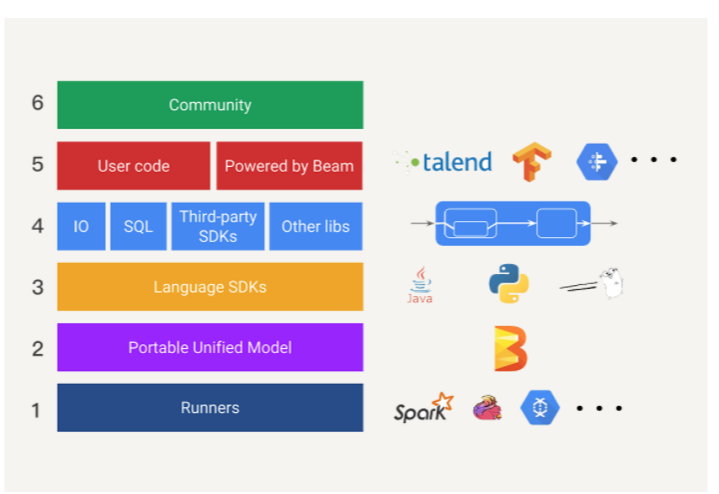 6
Community
5
User code
Powered by Beam
talend
4
IO
SQL
Third-party
SDKs
Other libs
3
Language SDKs
Java
2
Portable Unified Model
1
Runners
Spark